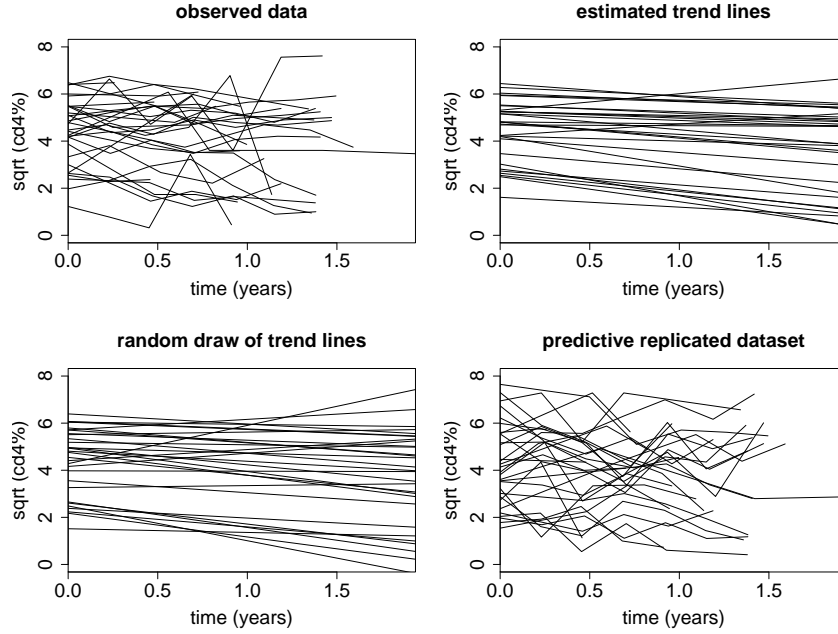 observed data
sqrt (cd4%)
8
6
4
2
0
0.0 0.5 1.0 1.5
time (years)
estimated trend lines
sqrt (cd4%)
8
6
4
2
0
0.0 0.5 1.0 1.5
time (years)
random draw of trend lines
sqrt (cd4%)
8
6
4
2
0
0.0 0.5 1.0 1.5
time (years)
predictive replicated dataset
sqrt (cd4%)
8
6
4
2
0
0.0 0.5 1.0 1.5
time (years)